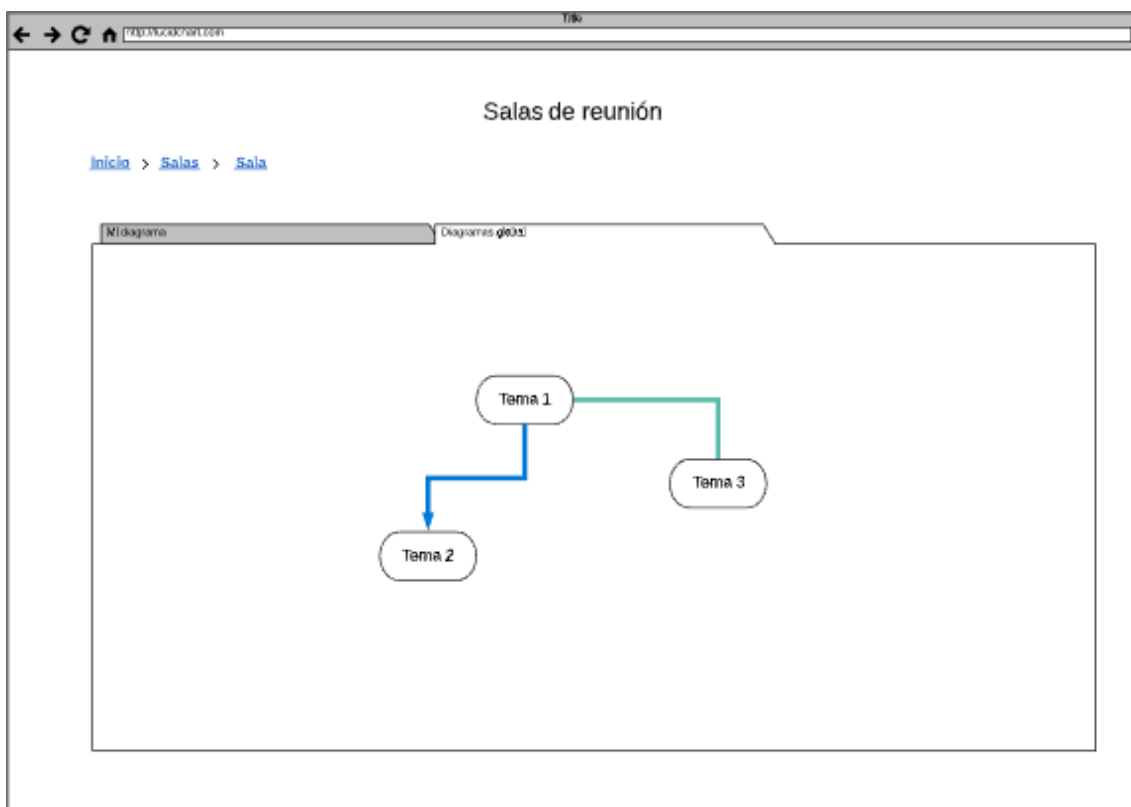 Title
http://lucidchart.com
Salas de reunión
Inicio > Salas > Sala
Mi diagrama
Diagramas global
Tema 1
Tema 3
Tema 2